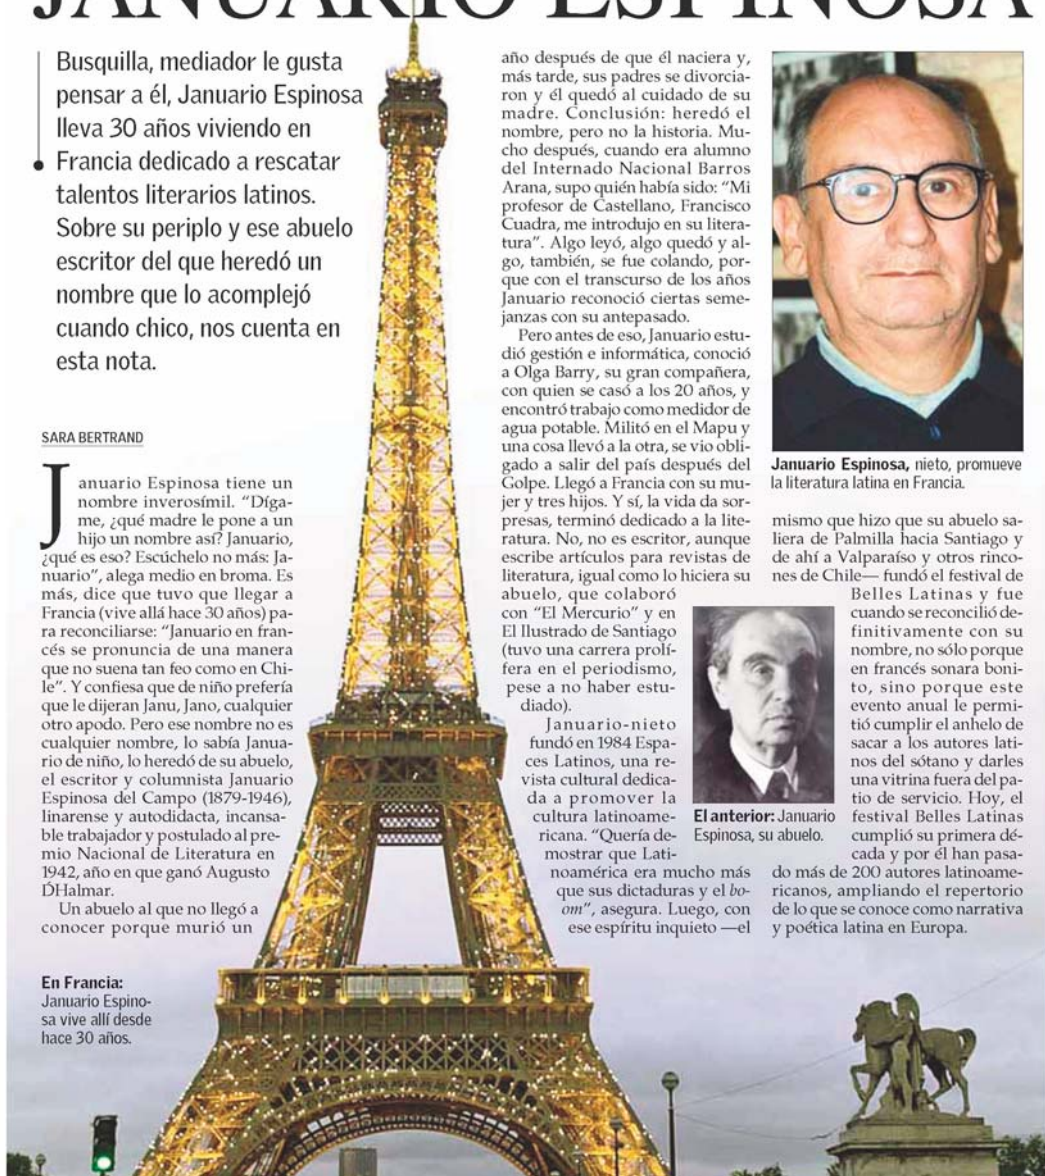 JANUARIO ESPINOSA
Busquilla, mediador le gusta
pensar a él, Januario Espinosa
lleva 30 años viviendo en
Francia dedicado a rescatar
talentos literarios latinos.
Sobre su periplo y ese abuelo
escritor del que heredó un
nombre que lo acomplejó
cuando chico, nos cuenta en
esta nota.
SARA BERTRAND
Januario Espinosa tiene un
nombre inverosímil. “Díga-
me, ¿qué madre le pone a un
hijo un nombre así? Januario,
¿qué es eso? Escúchelo no más: Ja-
nuario”, alega medio en broma. Es
más, dice que tuvo que llegar a
Francia (vive allá hace 30 años) pa-
ra reconciliarse: “Januario en fran-
cés se pronuncia de una manera
que no suena tan feo como en Chi-
le”. Y confiesa que de niño prefería
que le dijeran Janu, Jano, cualquier
otro apodo. Pero ese nombre no es
cualquier nombre, lo sabía Janua-
rio de niño, lo heredó de su abuelo,
el escritor y columnista Januario
Espinosa del Campo (1879-1946),
linarense y autodidacta, incansa-
ble trabajador y postulado al pre-
mio Nacional de Literatura en
1942, año en que ganó Augusto
D́Halmar.
Un abuelo al que no llegó a
conocer porque murió un
año después de que él naciera y,
más tarde, sus padres se divorcia-
ron y él quedó al cuidado de su
madre. Conclusión: heredó el
nombre, pero no la historia. Mu-
cho después, cuando era alumno
del Internado Nacional Barros
Arana, supo quién había sido: “Mi
profesor de Castellano, Francisco
Cuadra, me introdujo en su litera-
tura”. Algo leyó, algo quedó y al-
go, también, se fue colando, por-
que con el transcurso de los años
Januario reconoció ciertas seme-
janzas con su antepasado.
Pero antes de eso, Januario estu-
dió gestión e informática, conoció
a Olga Barry, su gran compañera,
con quien se casó a los 20 años, y
encontró trabajo como medidor de
agua potable. Militó en el Mapu y
una cosa llevó a la otra, se vio obli-
gado a salir del país después del
Golpe. Llegó a Francia con su mu-
jer y tres hijos. Y sí, la vida da sor-
presas, terminó dedicado a la lite-
ratura. No, no es escritor, aunque
escribe artículos para revistas de
literatura, igual como lo hiciera su
abuelo, que colaboró
con “El Mercurio” y en
El Ilustrado de Santiago
(tuvo una carrera prolí-
fera en el periodismo,
pese a no haber estu-
diado).
Januario-nieto
fundó en 1984 Espa-
ces Latinos, una re-
vista cultural dedica-
da a promover la
cultura latinoame-
ricana. “Quería de-
mostrar que Lati-
noamérica era mucho más
que sus dictaduras y el bo-
om”, asegura. Luego, con
ese espíritu inquieto —el
Januario Espinosa, nieto, promueve
la literatura latina en Francia.
mismo que hizo que su abuelo sa-
liera de Palmilla hacia Santiago y
de ahí a Valparaíso y otros rinco-
nes de Chile— fundó el festival de
Belles Latinas y fue
cuando se reconcilió de-
finitivamente con su
nombre, no sólo porque
en francés sonara boni-
to, sino porque este
evento anual le permi-
tió cumplir el anhelo de
sacar a los autores lati-
nos del sótano y darles
una vitrina fuera del pa-
tio de servicio. Hoy, el
festival Belles Latinas
cumplió su primera dé-
cada y por él han pasa-
do más de 200 autores latinoame-
ricanos, ampliando el repertorio
de lo que se conoce como narrativa
y poética latina en Europa.
El anterior: Januario
Espinosa, su abuelo.
En Francia:
Januario Espino-
sa vive allí desde
hace 30 años.